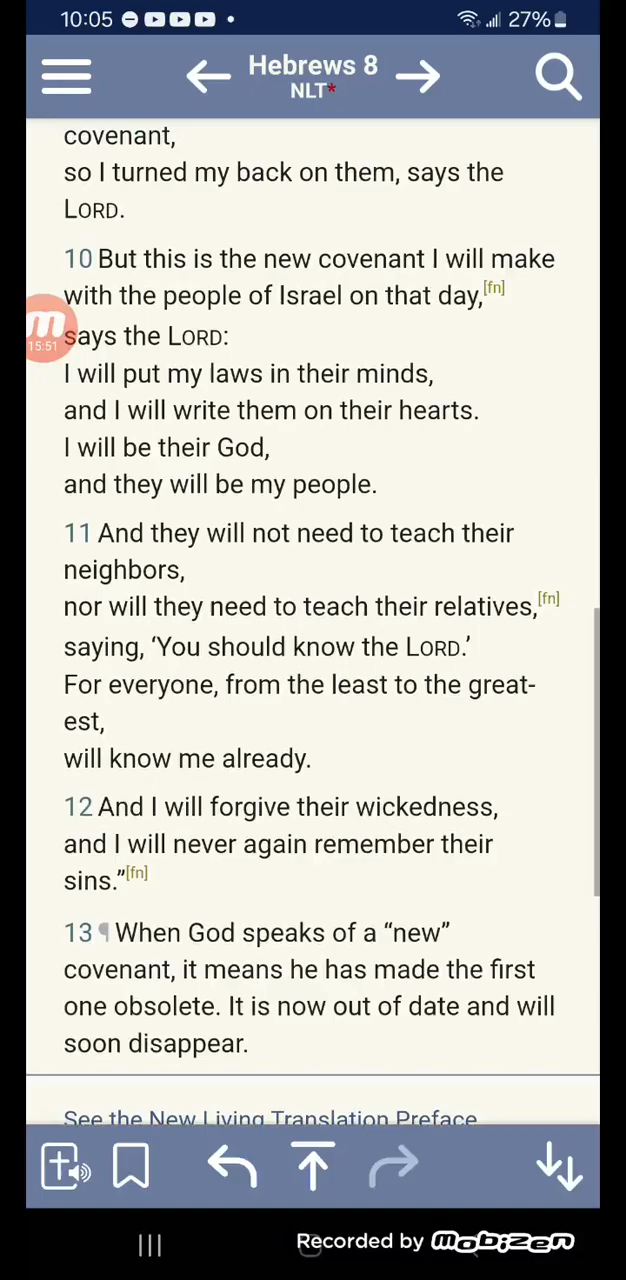 10:05 27%
Hebrews 8
NLT*
covenant,
so I turned my back on them, says the
LORD.
10 But this is the new covenant I will make
with the people of Israel on that day,[fn]
15:51
says the LORD:
I will put my laws in their minds,
and I will write them on their hearts.
I will be their God,
and they will be my people.
11 And they will not need to teach their
neighbors,
nor will they need to teach their relatives,[fn]
saying, ‘You should know the LORD.’
For everyone, from the least to the great-
est,
will know me already.
12 And I will forgive their wickedness,
and I will never again remember their
sins.”[fn]
13 ¶ When God speaks of a “new”
covenant, it means he has made the first
one obsolete. It is now out of date and will
soon disappear.
See the New Living Translation Preface
Recorded by mobizen